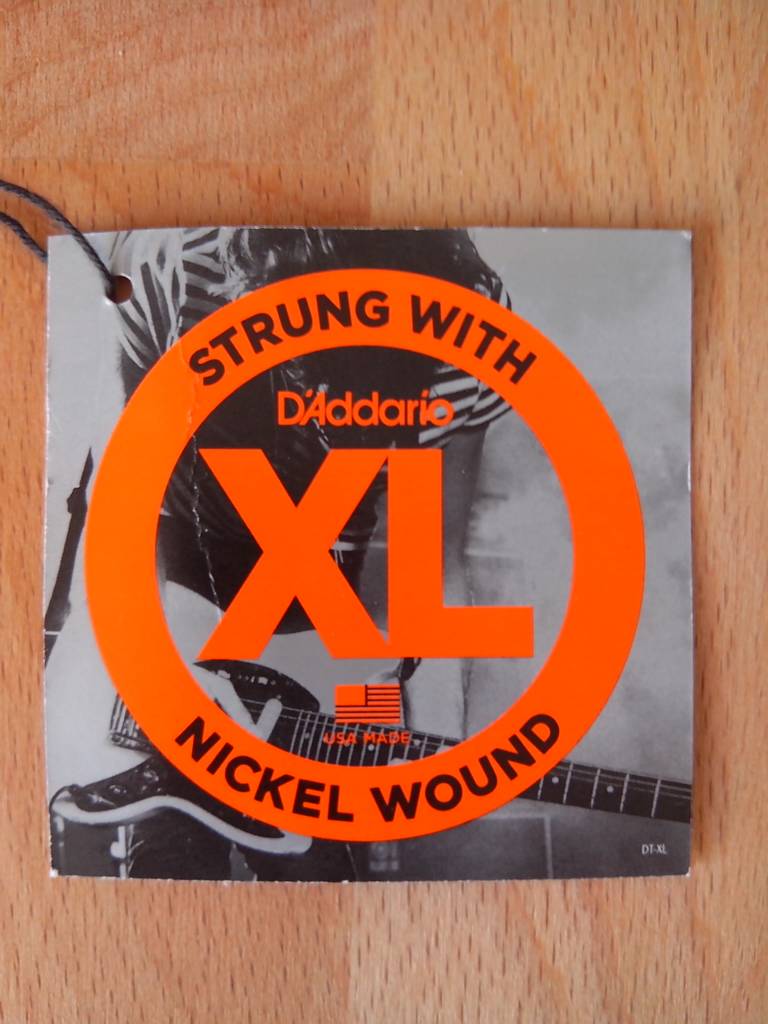 STRUNG WITH
D'Addario
XL
USA MADE
NICKEL WOUND
DT-XL